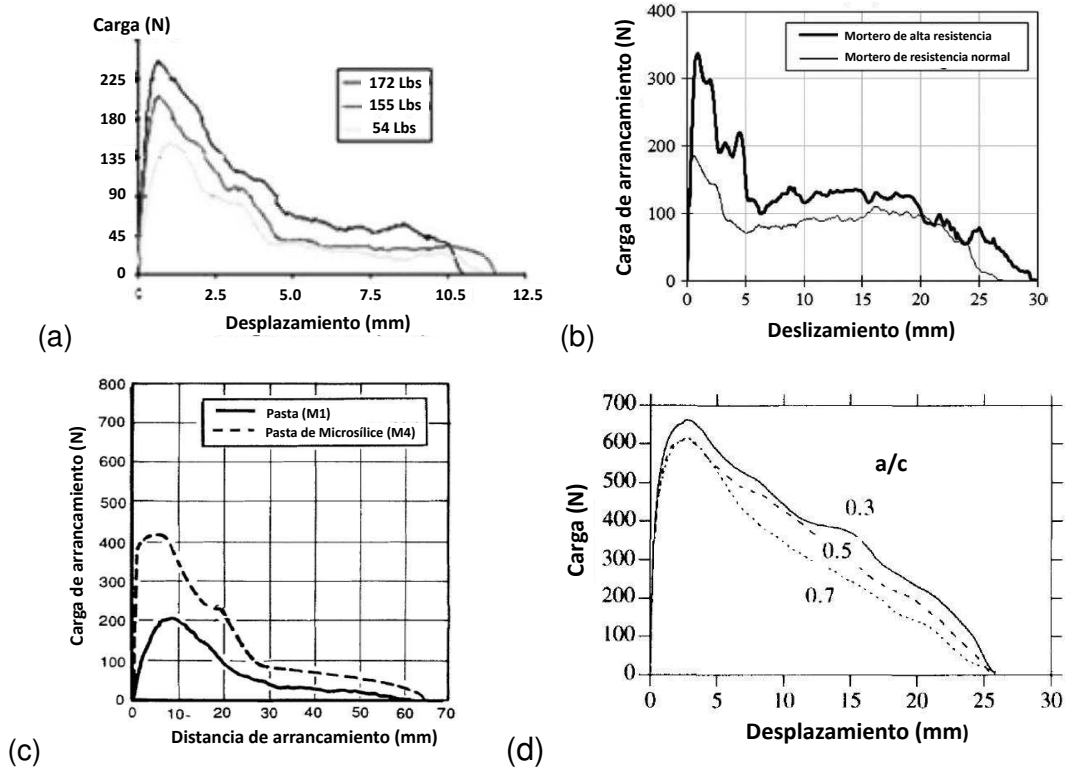 Carga (N)
225
180
135
90
45
0
2.5
5.0
7.5
10.5
12.5
Desplazamiento (mm)
172 Lbs
155 Lbs
54 Lbs
(a)
Carga de arrancamiento (N)
400
300
200
100
0
0
5
10
15
20
25
30
Deslizamiento (mm)
Mortero de alta resistencia
Mortero de resistencia normal
(b)
Carga de arrancamiento (N)
800
700
600
500
400
300
200
100
0
0
10-
20
30
40
50
60
70
Distancia de arrancamiento (mm)
Pasta (M1)
Pasta de Microsílice (M4)
(c)
Carga (N)
700
600
500
400
300
200
100
0
0
5
10
15
20
25
30
Desplazamiento (mm)
a/c
0.3
0.5
0.7
(d)